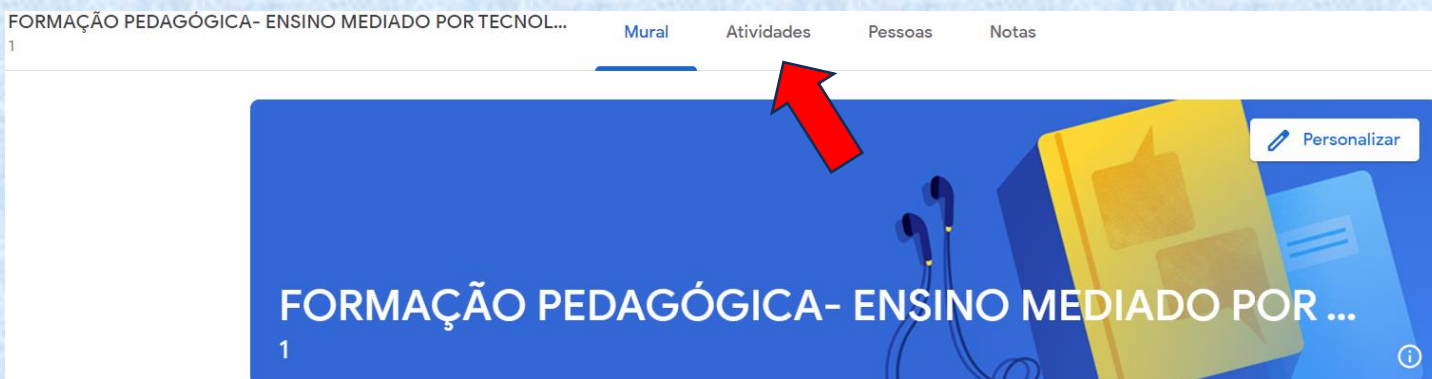 FORMAÇÃO PEDAGÓGICA- ENSINO MEDIADO POR TECNOL...
1
Mural Atividades Pessoas Notas
Personalizar
FORMAÇÃO PEDAGÓGICA- ENSINO MEDIADO POR ...
1